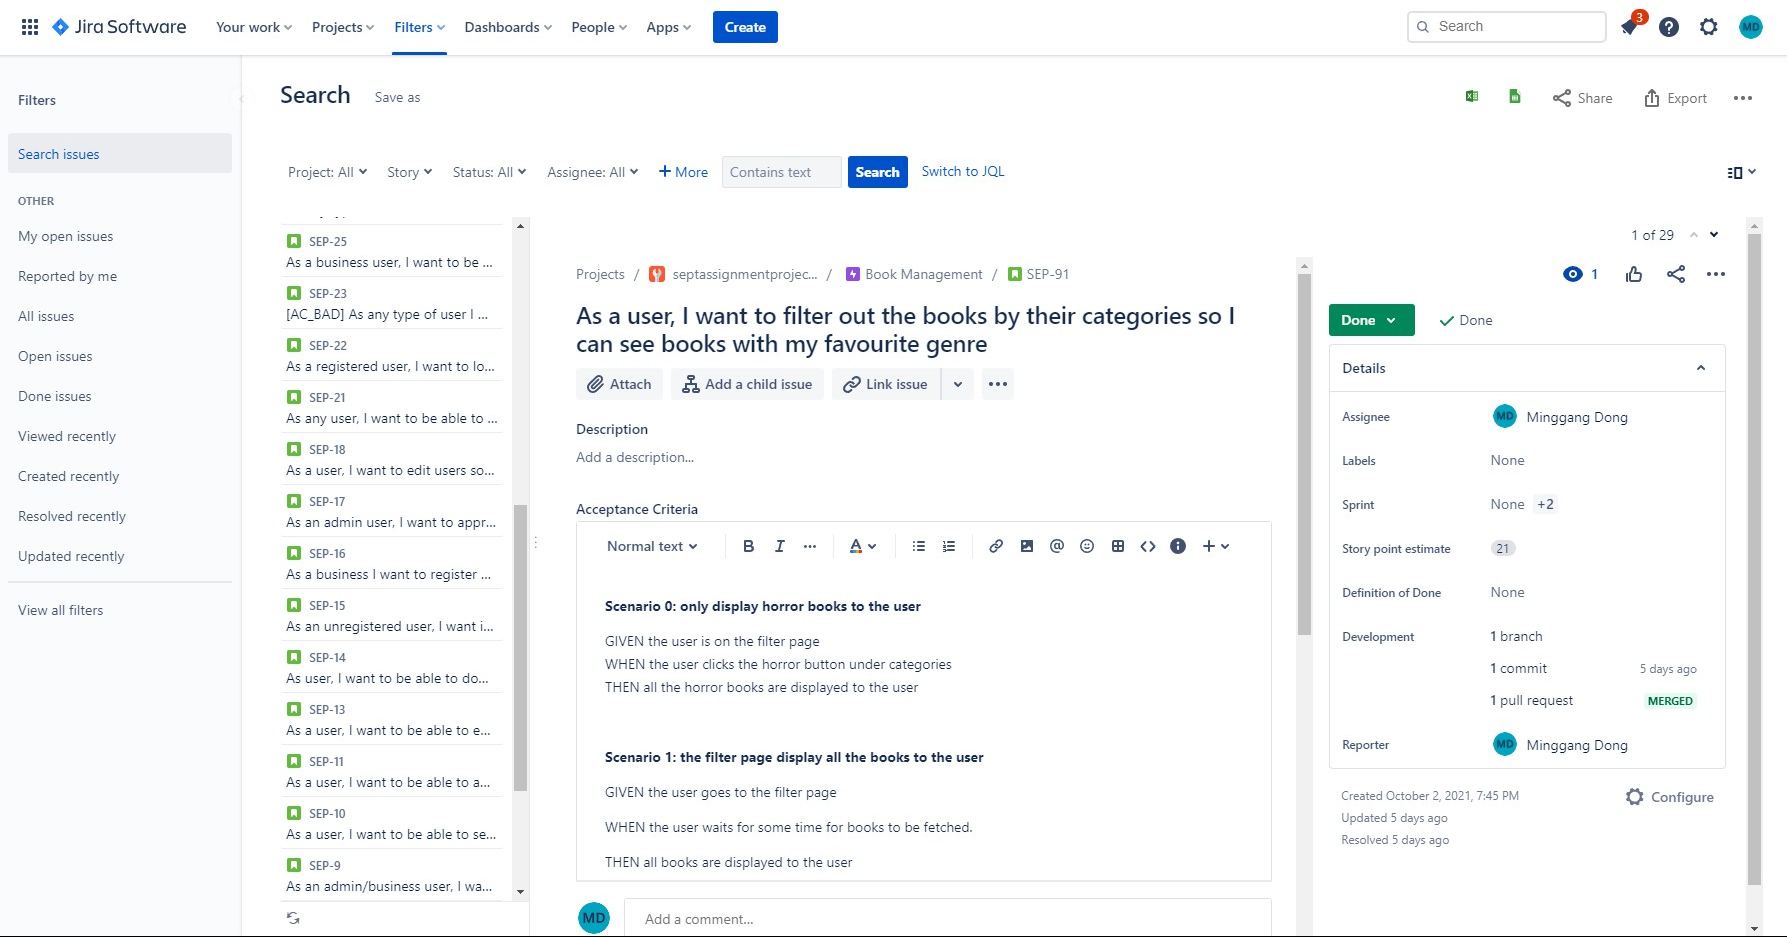 Jira Software
Your work
Projects
Filters
Dashboards
People
Apps
Create
Search
3
MD
Filters
Search issues
OTHER
My open issues
Reported by me
All issues
Open issues
Done issues
Viewed recently
Created recently
Resolved recently
Updated recently
View all filters
Search
Save as
Share
Export
Project: All
Story
Status: All
Assignee: All
+ More
Contains text
Search
Switch to JQL
SEP-25
As a business user, I want to be ...
SEP-23
[AC_BAD] As any type of user I ...
SEP-22
As a registered user, I want to lo...
SEP-21
As any user, I want to be able to ...
SEP-18
As a user, I want to edit users so...
SEP-17
As an admin user, I want to appr...
SEP-16
As a business I want to register ...
SEP-15
As an unregistered user, I want i...
SEP-14
As user, I want to be able to do...
SEP-13
As a user, I want to be able to e...
SEP-11
As a user, I want to be able to a...
SEP-10
As a user, I want to be able to se...
SEP-9
As an admin/business user, I wa...
1 of 29
Projects / septassignmentprojec... / Book Management / SEP-91
1
As a user, I want to filter out the books by their categories so I
can see books with my favourite genre
Attach
Add a child issue
Link issue
Description
Add a description...
Acceptance Criteria
Normal text
B
I
A
Scenario 0: only display horror books to the user
GIVEN the user is on the filter page
WHEN the user clicks the horror button under categories
THEN all the horror books are displayed to the user
Scenario 1: the filter page display all the books to the user
GIVEN the user goes to the filter page
WHEN the user waits for some time for books to be fetched.
THEN all books are displayed to the user
MD
Add a comment...
Done
Done
Details
Assignee
MD
Minggang Dong
Labels
None
Sprint
None +2
Story point estimate
21
Definition of Done
None
Development
1 branch
1 commit
5 days ago
1 pull request
MERGED
Reporter
MD
Minggang Dong
Created October 2, 2021, 7:45 PM
Updated 5 days ago
Resolved 5 days ago
Configure